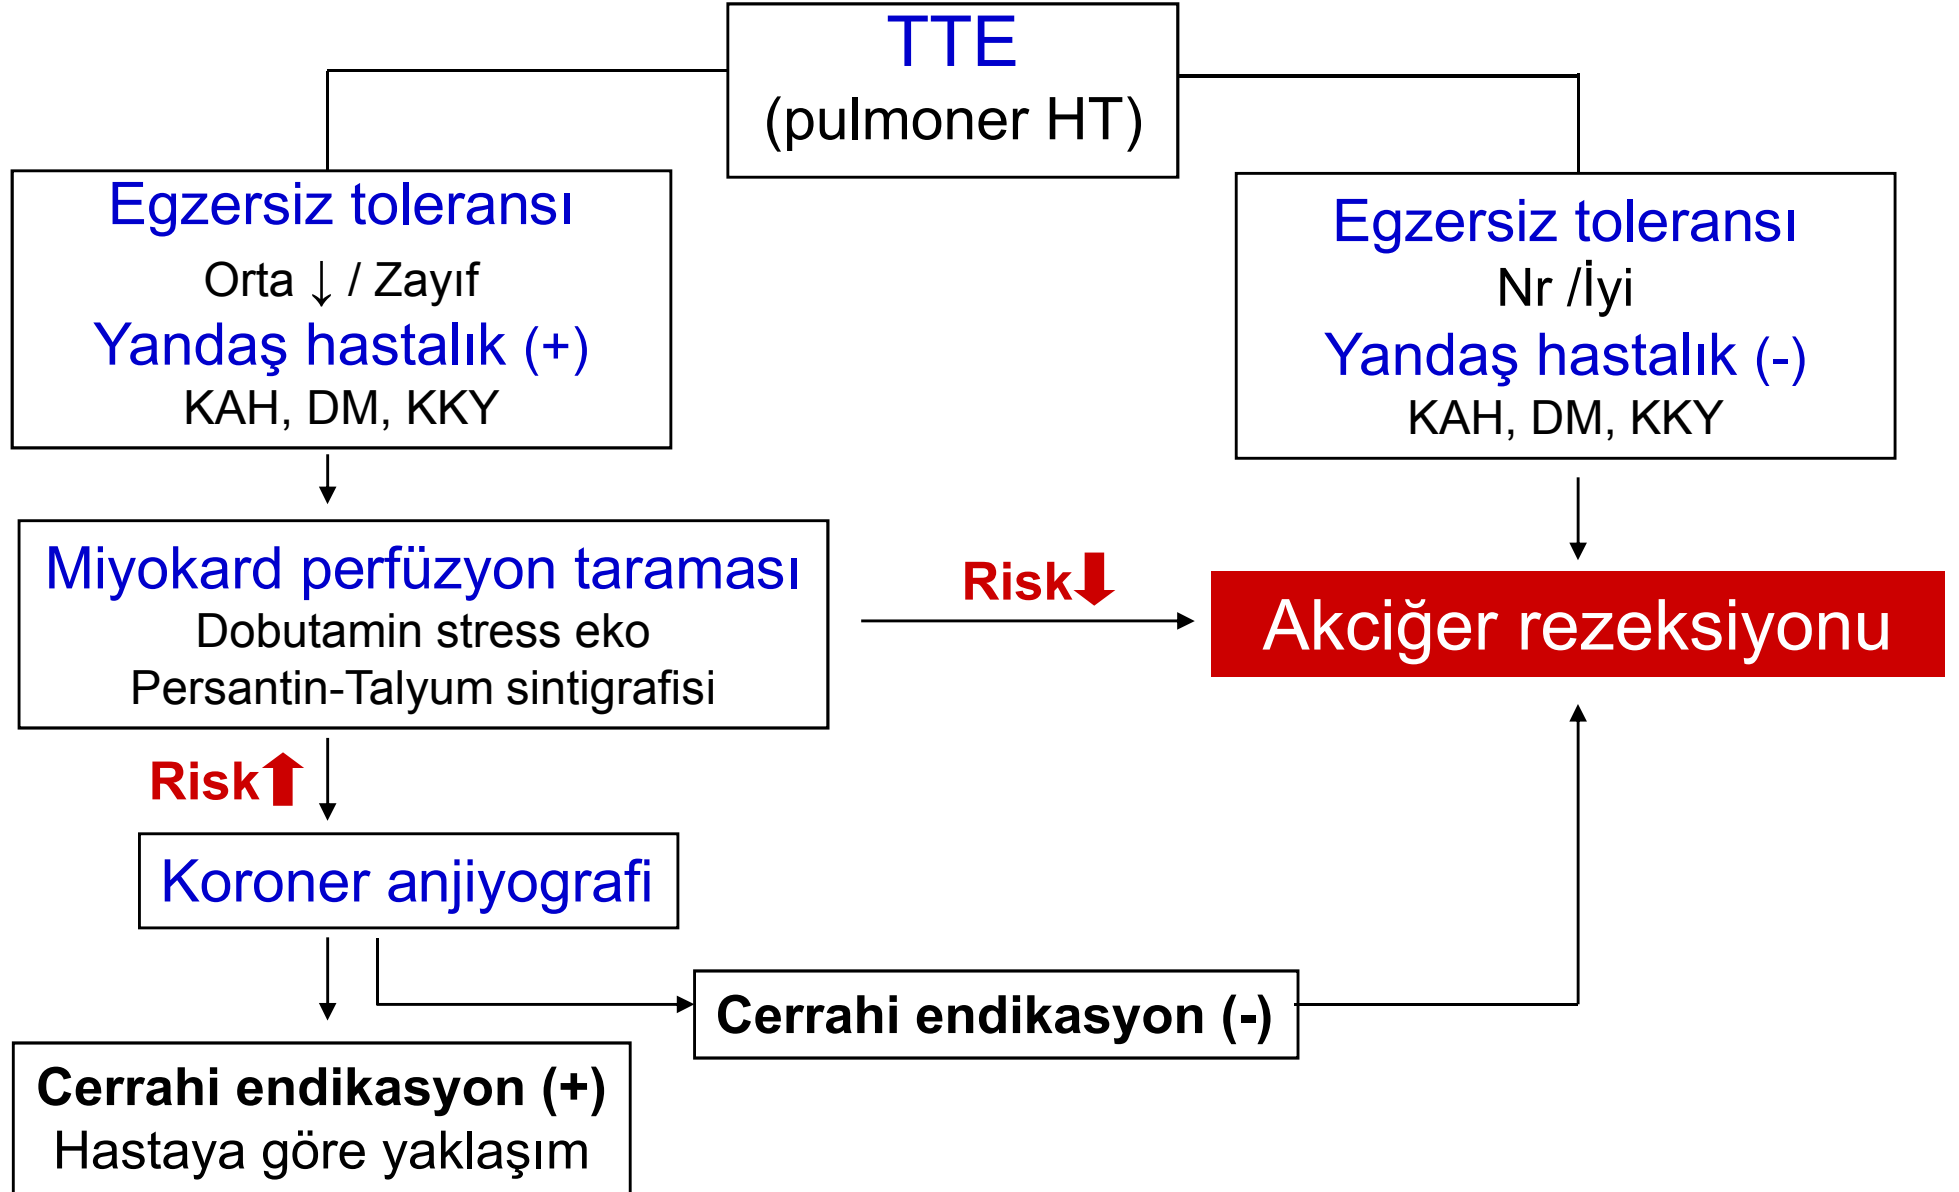 TTE
(pulmoner HT)
Egzersiz toleransı
Orta ↓ / Zayıf
Yandaş hastalık (+)
KAH, DM, KKY
Egzersiz toleransı
Nr /İyi
Yandaş hastalık (-)
KAH, DM, KKY
Miyokard perfüzyon taraması
Dobutamin stress eko
Persantin-Talyum sintigrafisi
Risk⬇
Akciğer rezeksiyonu
Risk⬆
Koroner anjiyografi
Cerrahi endikasyon (-)
Cerrahi endikasyon (+)
Hastaya göre yaklaşım